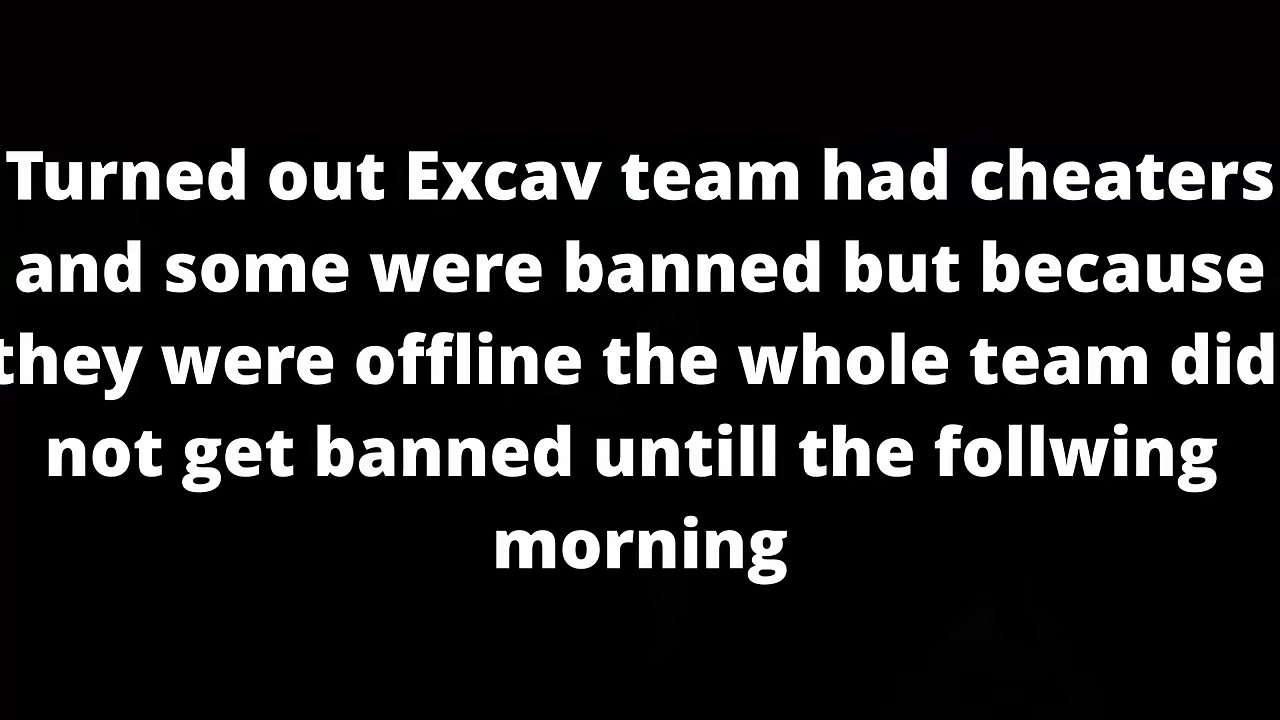 Turned out Excav team had cheaters
and some were banned but because
they were offline the whole team did
not get banned untill the follwing
morning